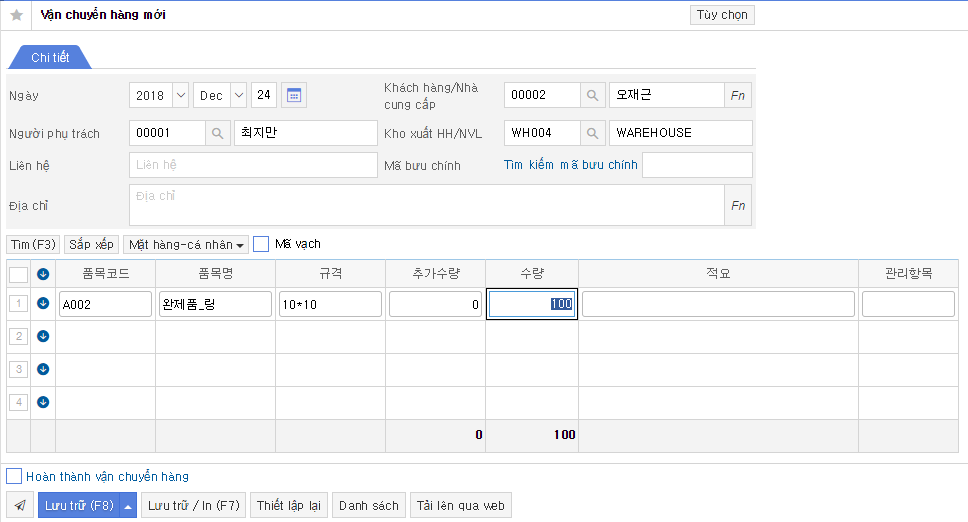 Vận chuyển hàng mới
Tùy chọn
Chi tiết
Ngày 2018 Dec 24 Khách hàng/Nhà cung cấp 00002 오재근 Fn
Người phụ trách 00001 최지만 Kho xuất HH/NVL WH004 WAREHOUSE
Liên hệ Liên hệ Mã bưu chính Tìm kiếm mã bưu chính
Địa chỉ Địa chỉ Fn
Tìm(F3) Sắp xếp Mặt hàng-cá nhân Mã vạch
품목코드 품목명 규격 추가수량 수량 적요 관리항목
1 A002 완제품_링 10*10 0 100
2
3
4
0 100
Hoàn thành vận chuyển hàng
Lưu trữ (F8) Lưu trữ / In (F7) Thiết lập lại Danh sách Tải lên qua web